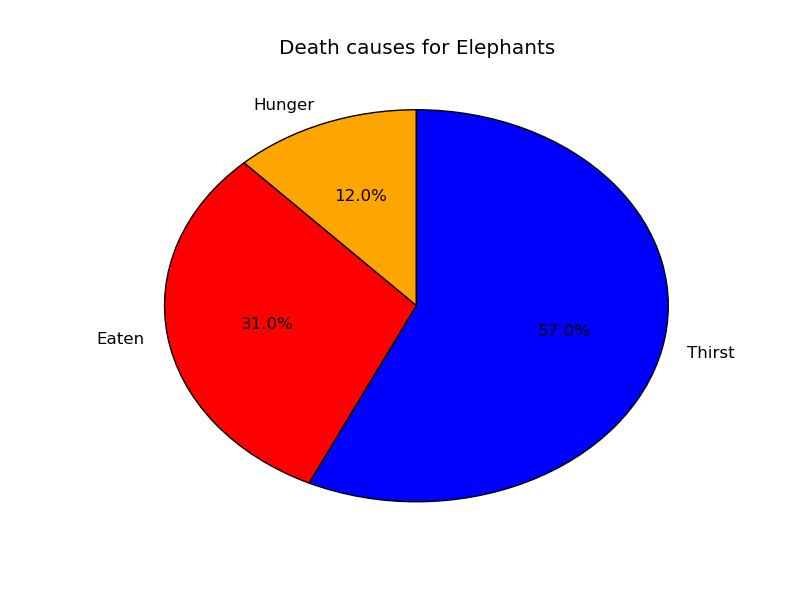 Death causes for Elephants
Hunger
12.0%
31.0%
57.0%
Eaten
Thirst